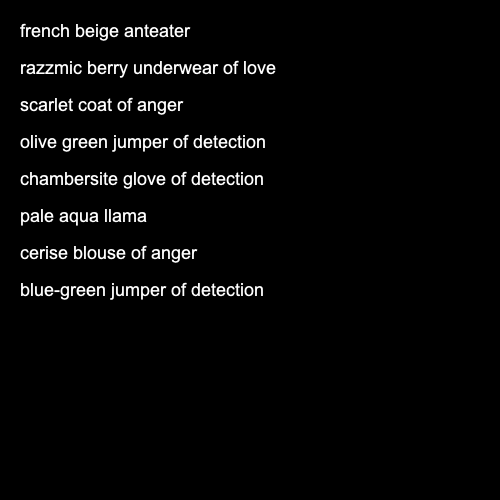 french beige anteater
razzmic berry underwear of love
scarlet coat of anger
olive green jumper of detection
chambersite glove of detection
pale aqua llama
cerise blouse of anger
blue-green jumper of detection